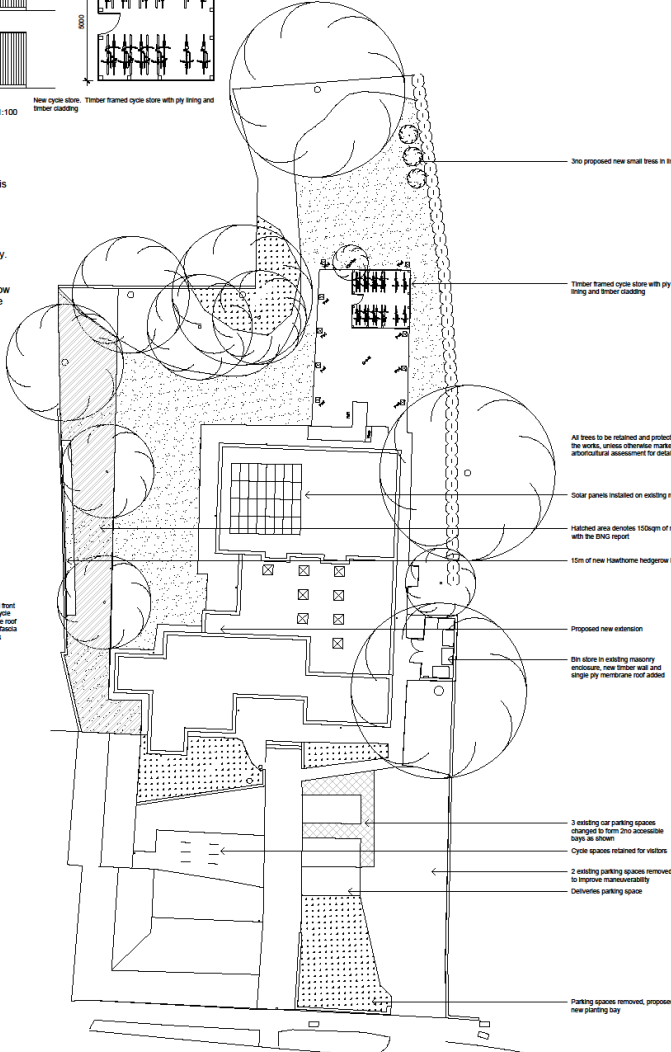 5000
New cycle store. Timber framed cycle store with ply lining and
timber cladding
1:100
is
y.
ow
e
3no proposed new small tress in li
Timber framed cycle store with ply
lining and timber cladding
All trees to be retained and protect
the works, unless otherwise marke
arboricultural assessment for detai
Solar panels installed on existing r
Hatched area denotes 150sqm of n
with the BNG report
15m of new Hawthorne hedgerow
front
cycle
e roof
fascia
s
Proposed new extension
Bin store in existing masonry
enclosure, new timber wall and
single ply membrane roof added
3 existing car parking spaces
changed to form 2no accessible
bays as shown
Cycle spaces retained for visitors
2 existing parking spaces removed
to improve maneuverability
Deliveries parking space
Parking spaces removed, propose
new planting bay